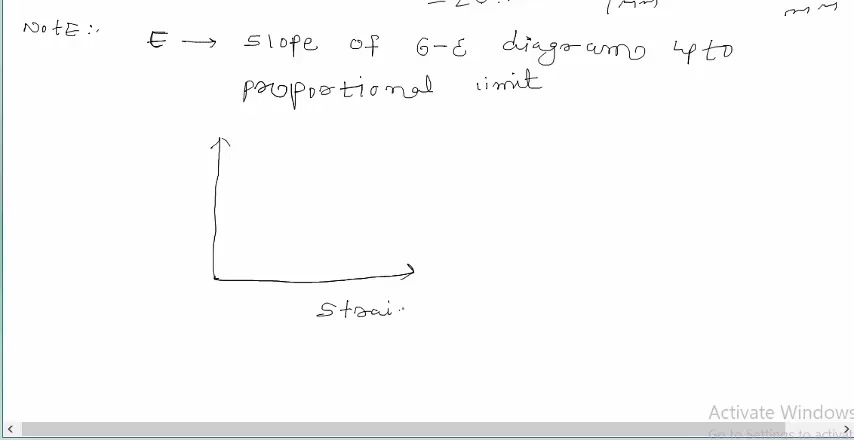 NotE:-
E → Slope of σ-ε diagram upto
proportional limit
Strai
Activate Windows